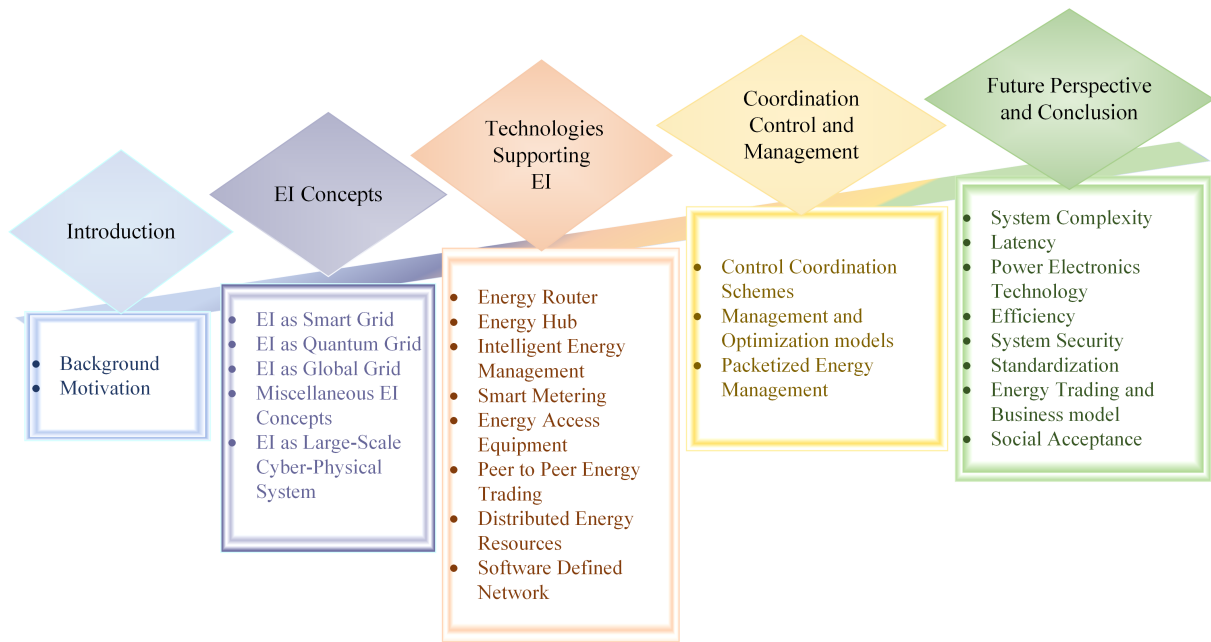 Introduction
● Background
● Motivation
EI Concepts
● EI as Smart Grid
● EI as Quantum Grid
● EI as Global Grid
● Miscellaneous EI
Concepts
● EI as Large-Scale
Cyber-Physical
System
Technologies
Supporting
EI
● Energy Router
● Energy Hub
● Intelligent Energy
Management
● Smart Metering
● Energy Access
Equipment
● Peer to Peer Energy
Trading
● Distributed Energy
Resources
● Software Defined
Network
Coordination
Control and
Management
● Control Coordination
Schemes
● Management and
Optimization models
● Packetized Energy
Management
Future Perspective
and Conclusion
● System Complexity
● Latency
● Power Electronics
Technology
● Efficiency
● System Security
● Standardization
● Energy Trading and
Business model
● Social Acceptance